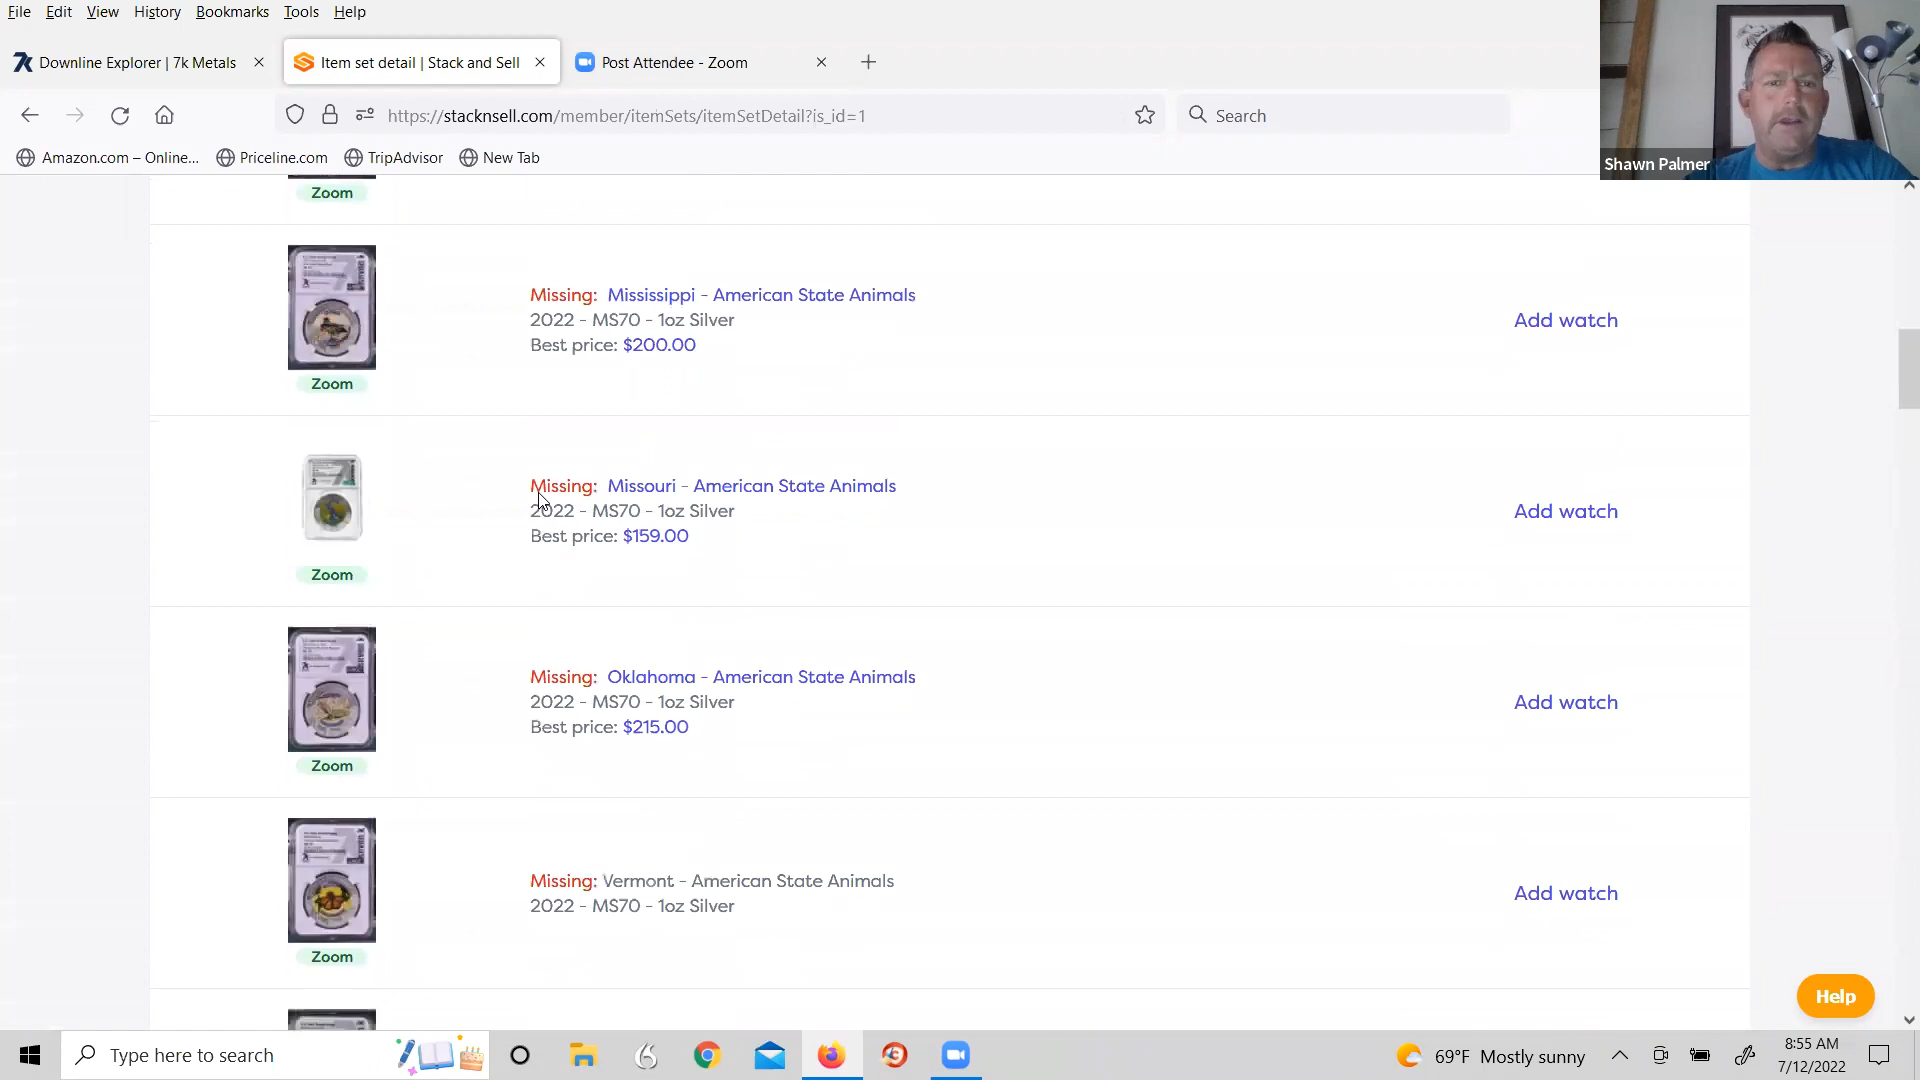 File Edit View History Bookmarks Tools Help
Downline Explorer | 7k Metals
Item set detail | Stack and Sell
Post Attendee - Zoom
https://stacknsell.com/member/itemSets/itemSetDetail?is_id=1
Search
Amazon.com – Online...
Priceline.com
TripAdvisor
New Tab
Shawn Palmer
Zoom
Missing: Mississippi - American State Animals
2022 - MS70 - 1oz Silver
Best price: $200.00
Add watch
Zoom
Missing: Missouri - American State Animals
2022 - MS70 - 1oz Silver
Best price: $159.00
Add watch
Zoom
Missing: Oklahoma - American State Animals
2022 - MS70 - 1oz Silver
Best price: $215.00
Add watch
Zoom
Missing: Vermont - American State Animals
2022 - MS70 - 1oz Silver
Add watch
Zoom
Help
Type here to search
69°F Mostly sunny
8:55 AM
7/12/2022